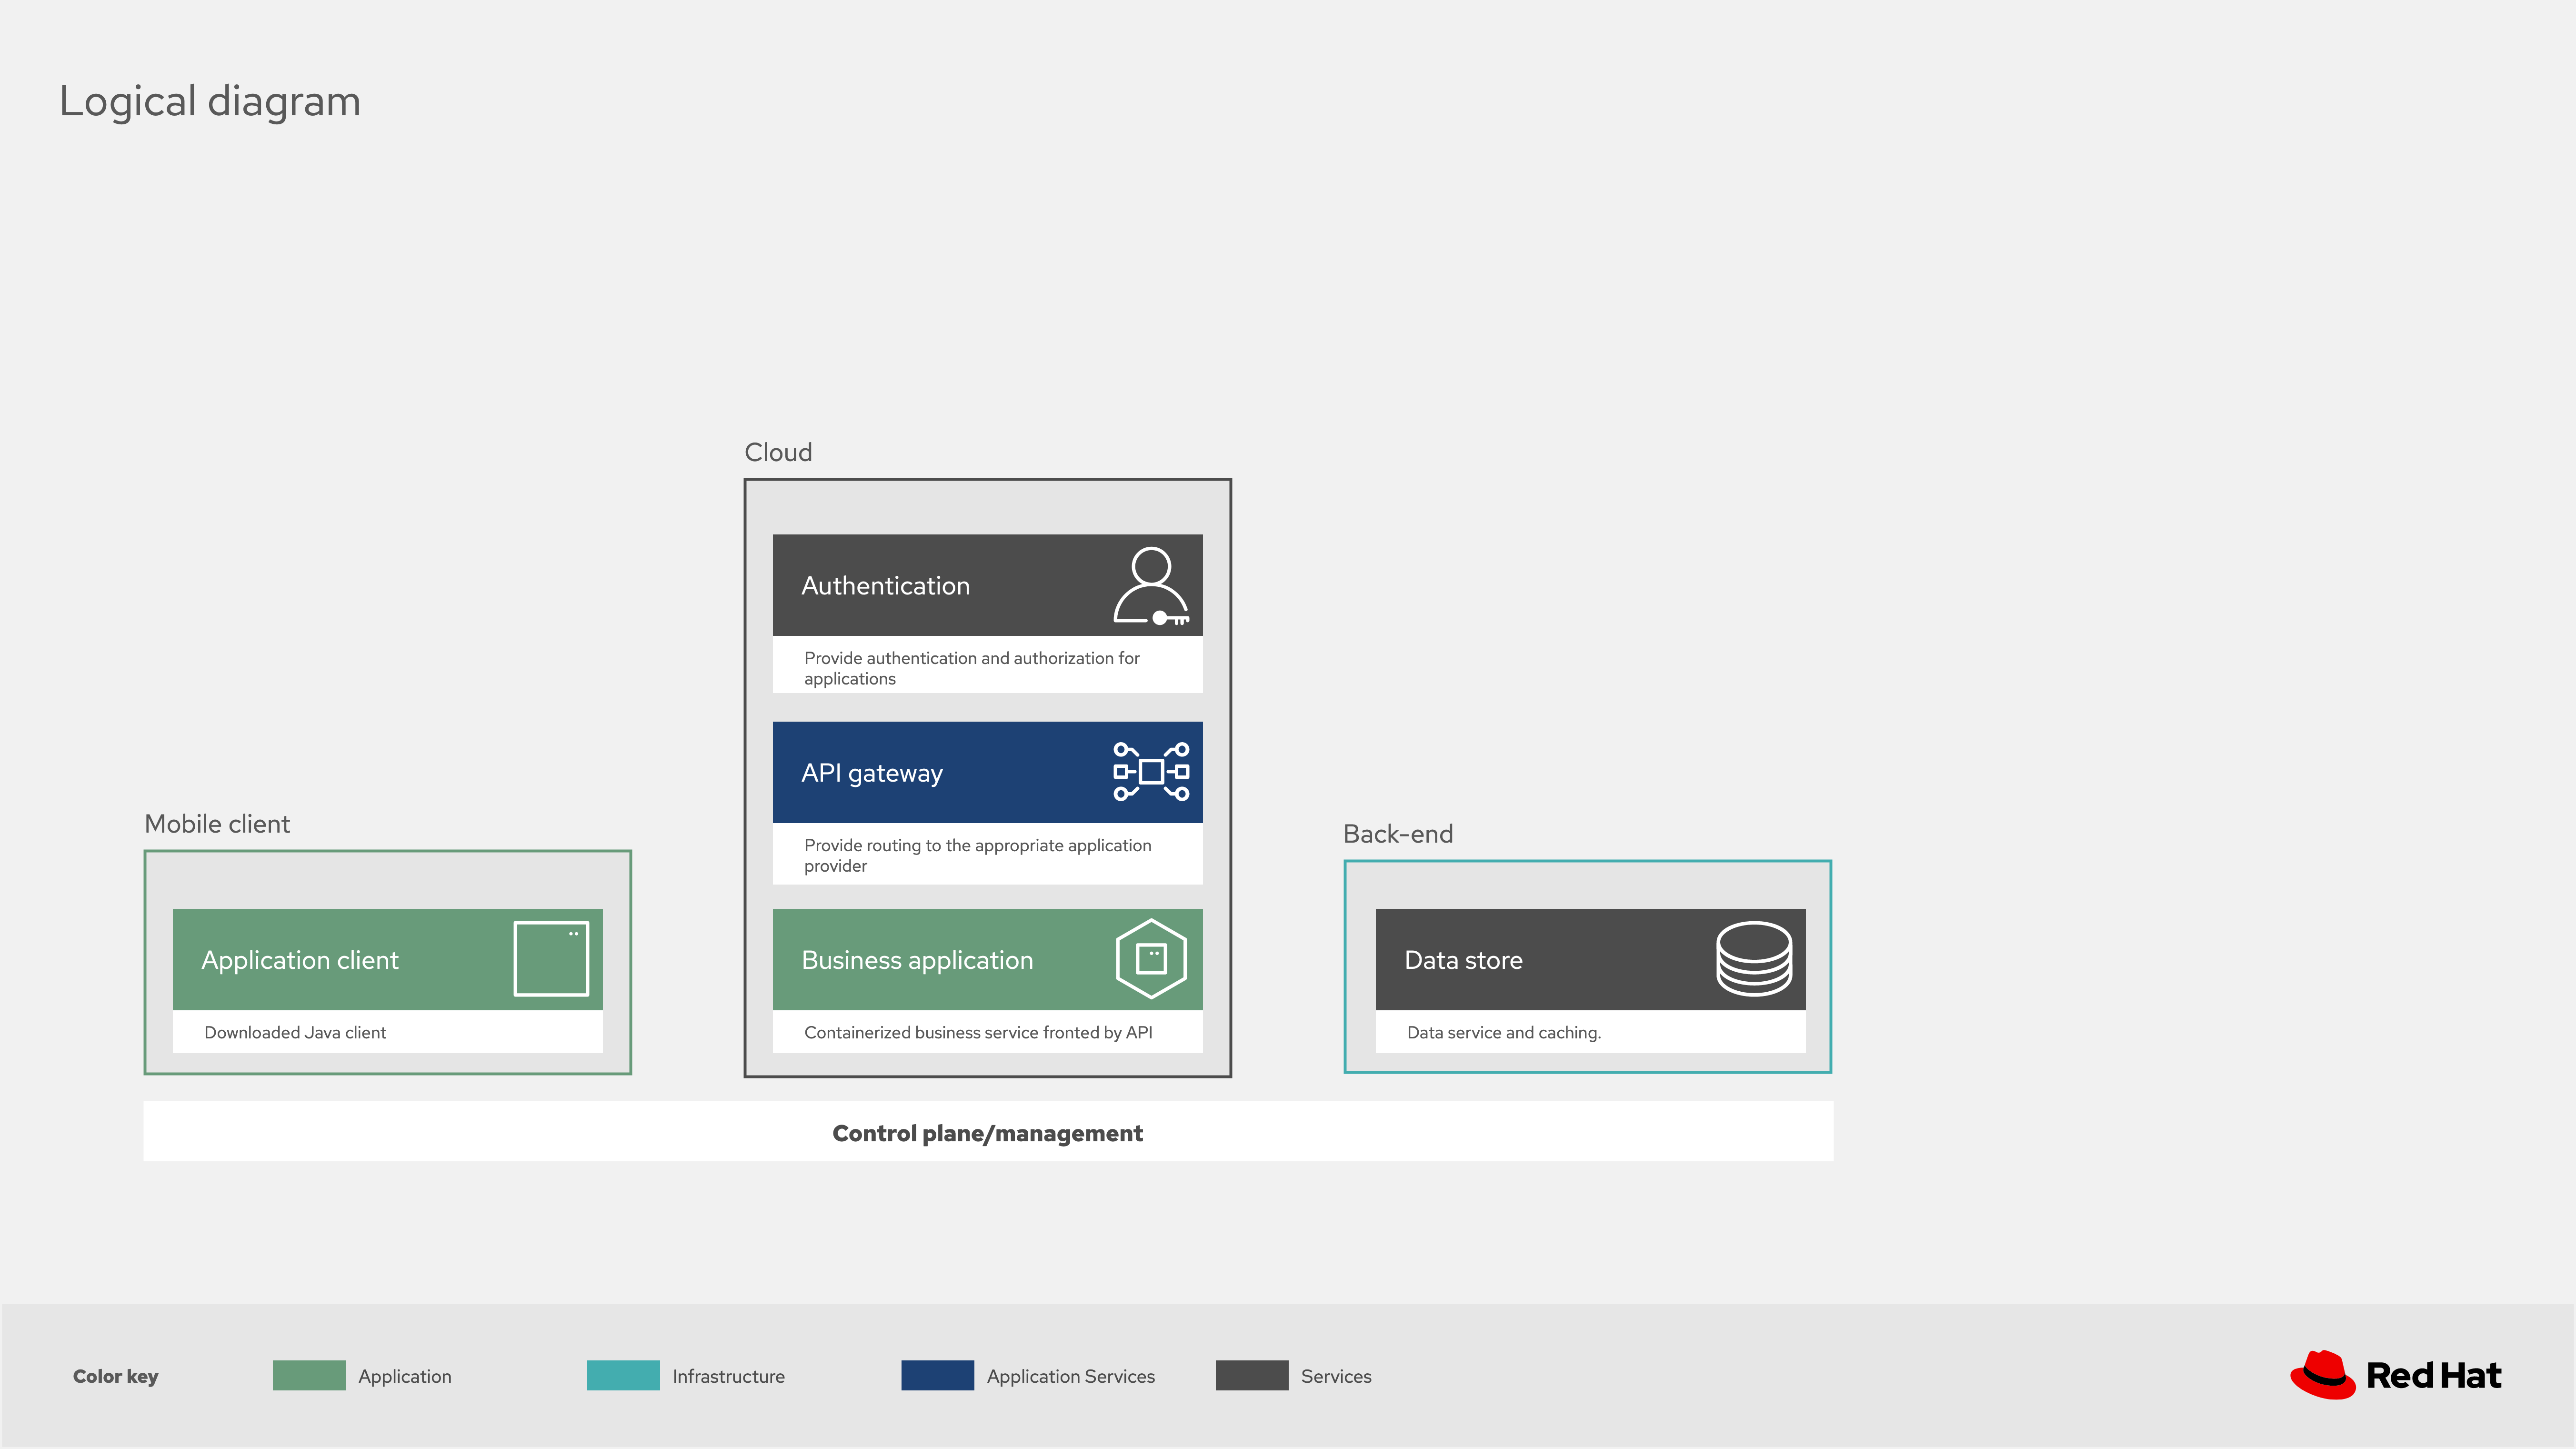 Logical diagram
Cloud
Authentication
Provide authentication and authorization for
applications
API gateway
Provide routing to the appropriate application
provider
Business application
Containerized business service fronted by API
Mobile client
Application client
Downloaded Java client
Back-end
Data store
Data service and caching.
Control plane/management
Color key
Application
Infrastructure
Application Services
Services
Red Hat